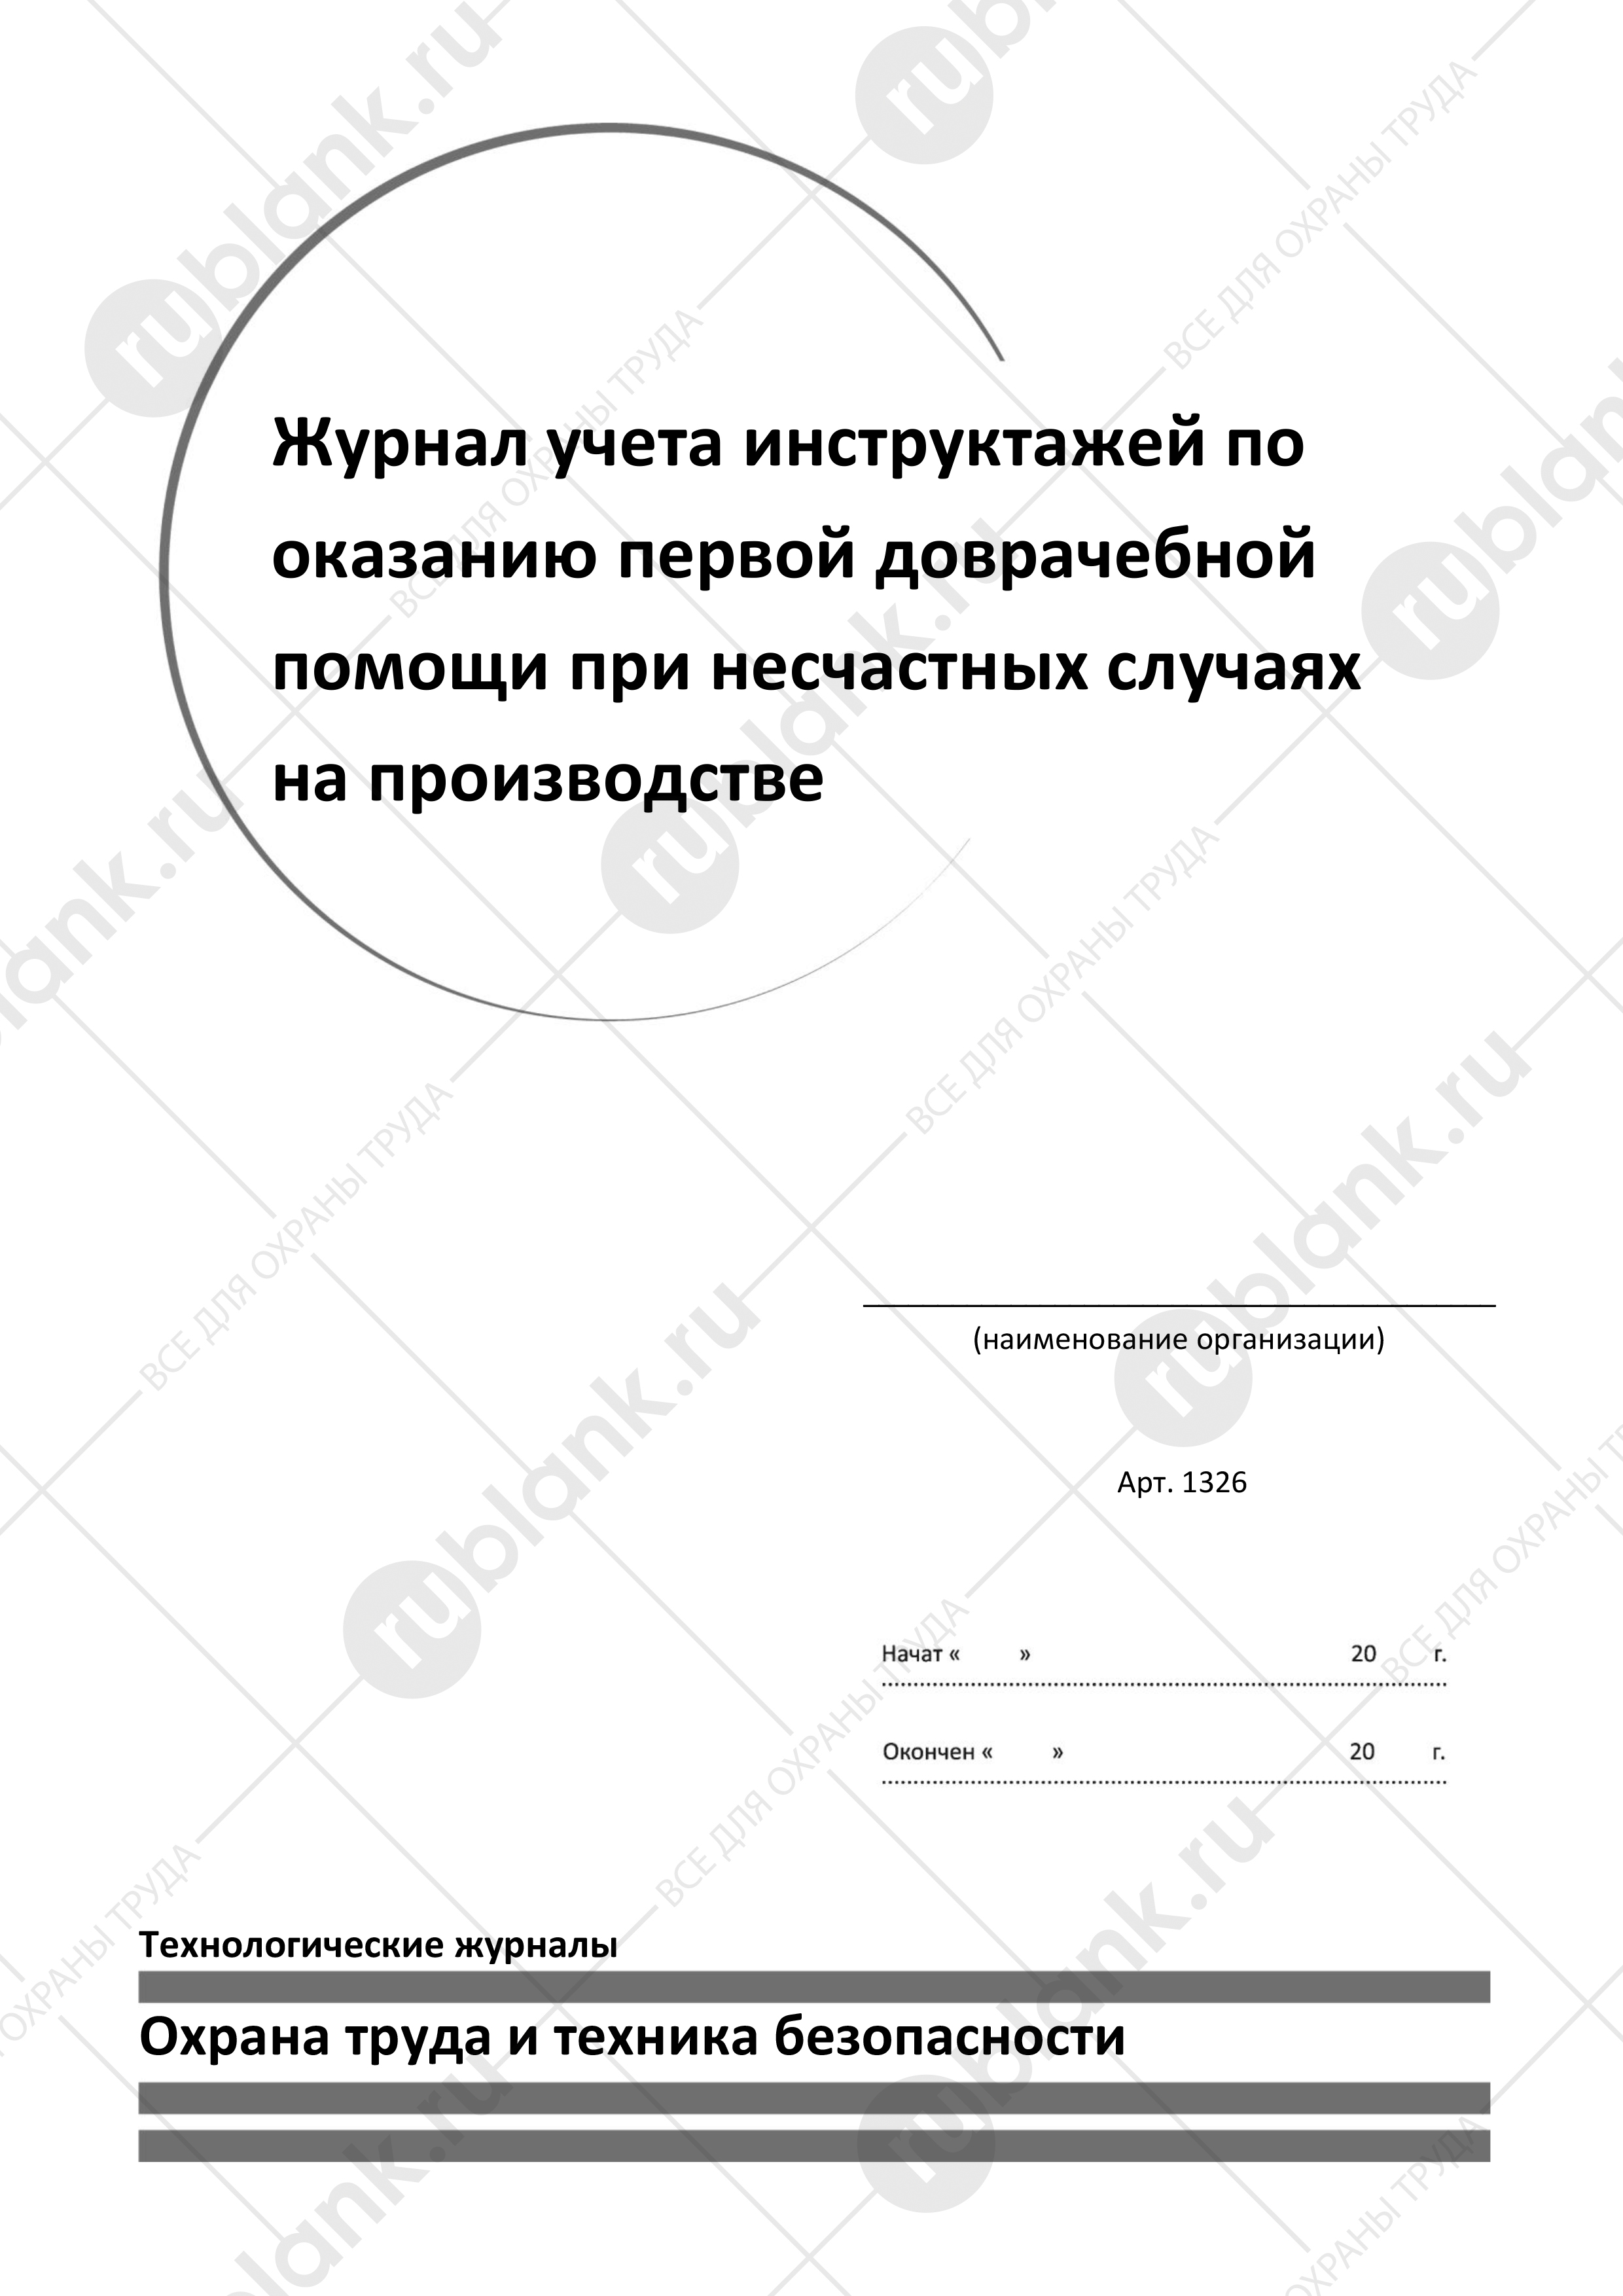 Журнал учета инструктажей по
оказанию первой доврачебной
помощи при несчастных случаях
на производстве
(наименование организации)
Арт. 1326
Начат « » 20 г.
Окончен « » 20 г.
Технологические журналы
Охрана труда и техника безопасности
rublank.ru
ВСЕ ДЛЯ ОХРАНЫ ТРУДА